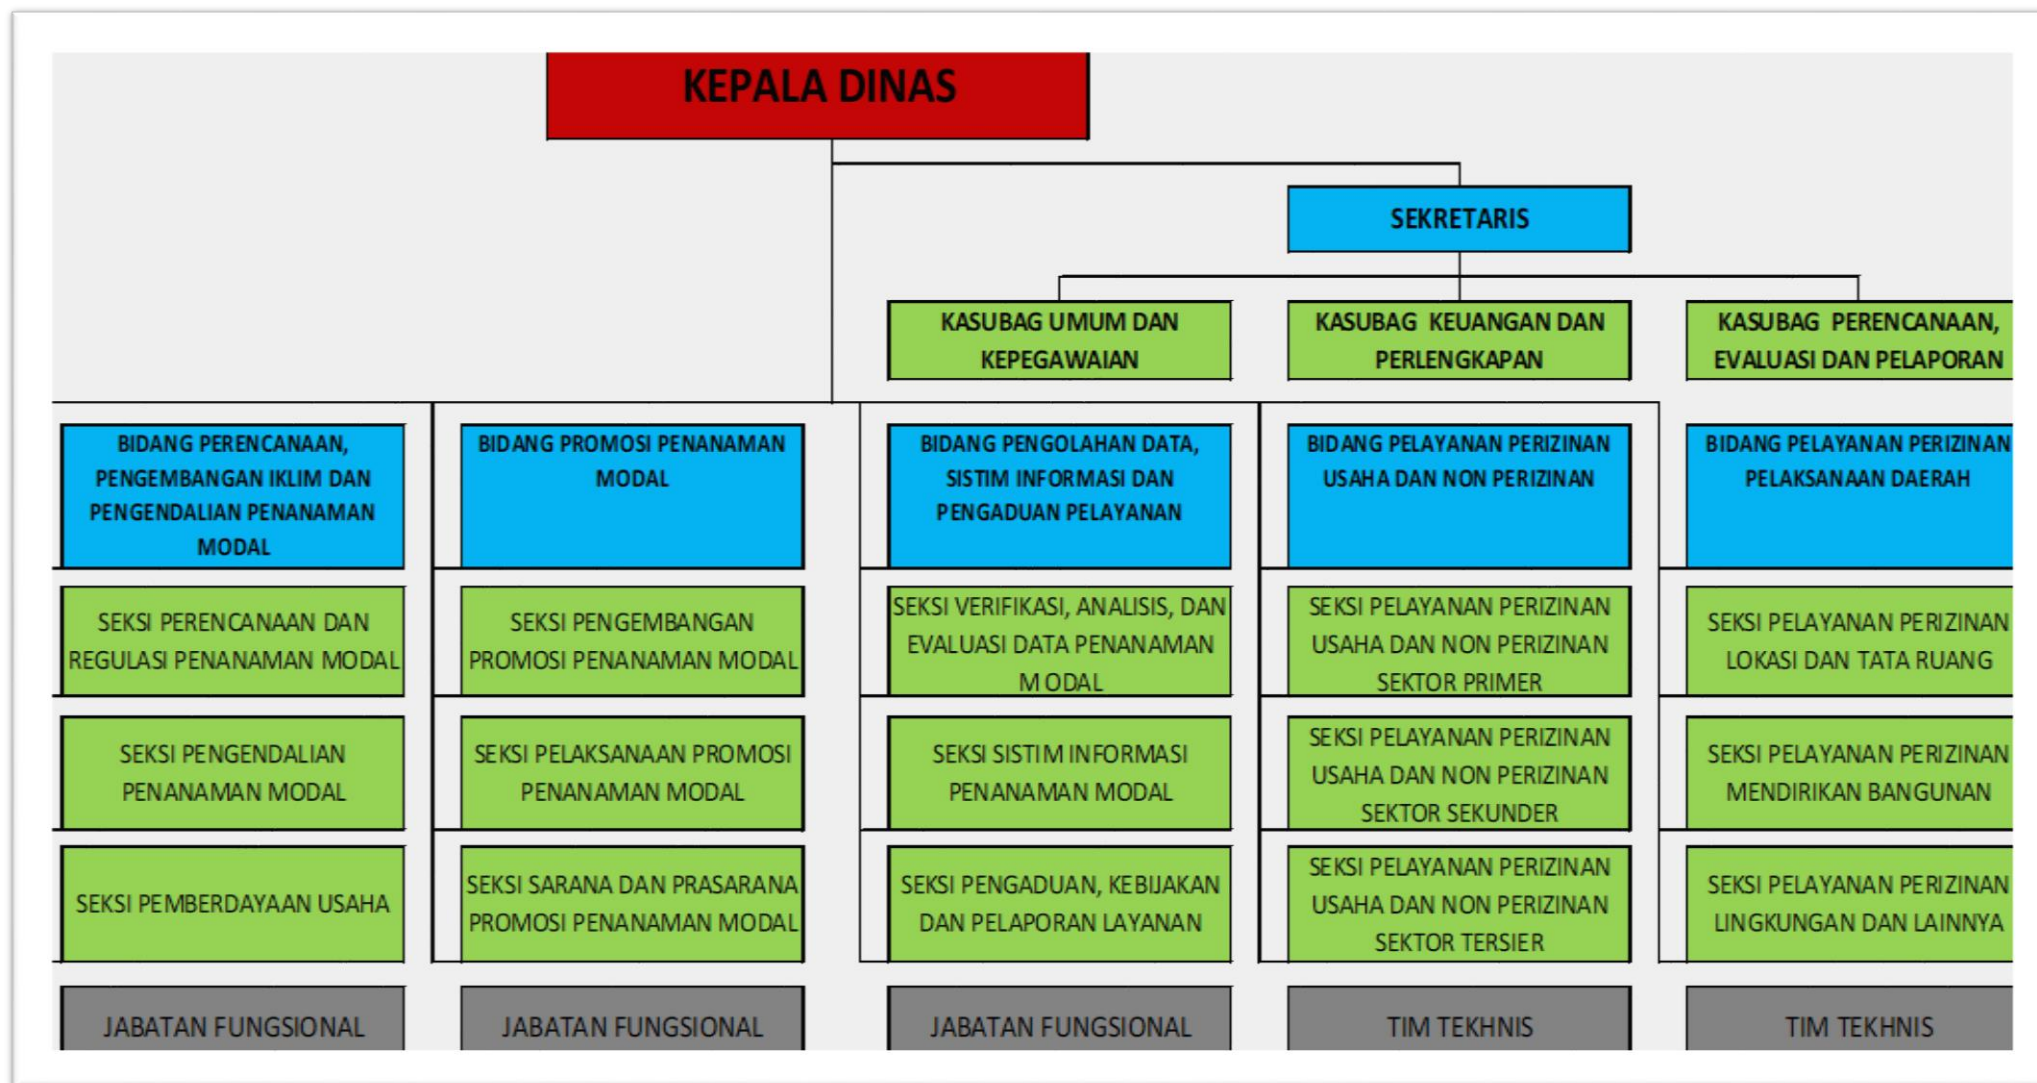 KEPALA DINAS
SEKRETARIS
KASUBAG UMUM DAN
KEPEGAWAIAN
KASUBAG KEUANGAN DAN
PERLENGKAPAN
KASUBAG PERENCANAAN,
EVALUASI DAN PELAPORAN
BIDANG PERENCANAAN,
PENGEMBANGAN IKLIM DAN
PENGENDALIAN PENANAMAN
MODAL
BIDANG PROMOSI PENANAMAN
MODAL
BIDANG PENGOLAHAN DATA,
SISTIM INFORMASI DAN
PENGADUAN PELAYANAN
BIDANG PELAYANAN PERIZINAN
USAHA DAN NON PERIZINAN
BIDANG PELAYANAN PERIZINAN
PELAKSANAAN DAERAH
SEKSI PERENCANAAN DAN
REGULASI PENANAMAN MODAL
SEKSI PENGEMBANGAN
PROMOSI PENANAMAN MODAL
SEKSI VERIFIKASI, ANALISIS, DAN
EVALUASI DATA PENANAMAN
MODAL
SEKSI PELAYANAN PERIZINAN
USAHA DAN NON PERIZINAN
SEKTOR PRIMER
SEKSI PELAYANAN PERIZINAN
LOKASI DAN TATA RUANG
SEKSI PENGENDALIAN
PENANAMAN MODAL
SEKSI PELAKSANAAN PROMOSI
PENANAMAN MODAL
SEKSI SISTIM INFORMASI
PENANAMAN MODAL
SEKSI PELAYANAN PERIZINAN
USAHA DAN NON PERIZINAN
SEKTOR SEKUNDER
SEKSI PELAYANAN PERIZINAN
MENDIRIKAN BANGUNAN
SEKSI PEMBERDAYAAN USAHA
SEKSI SARANA DAN PRASARANA
PROMOSI PENANAMAN MODAL
SEKSI PENGADUAN, KEBIJAKAN
DAN PELAPORAN LAYANAN
SEKSI PELAYANAN PERIZINAN
USAHA DAN NON PERIZINAN
SEKTOR TERSIER
SEKSI PELAYANAN PERIZINAN
LINGKUNGAN DAN LAINNYA
JABATAN FUNGSIONAL
JABATAN FUNGSIONAL
JABATAN FUNGSIONAL
TIM TEKHNIS
TIM TEKHNIS